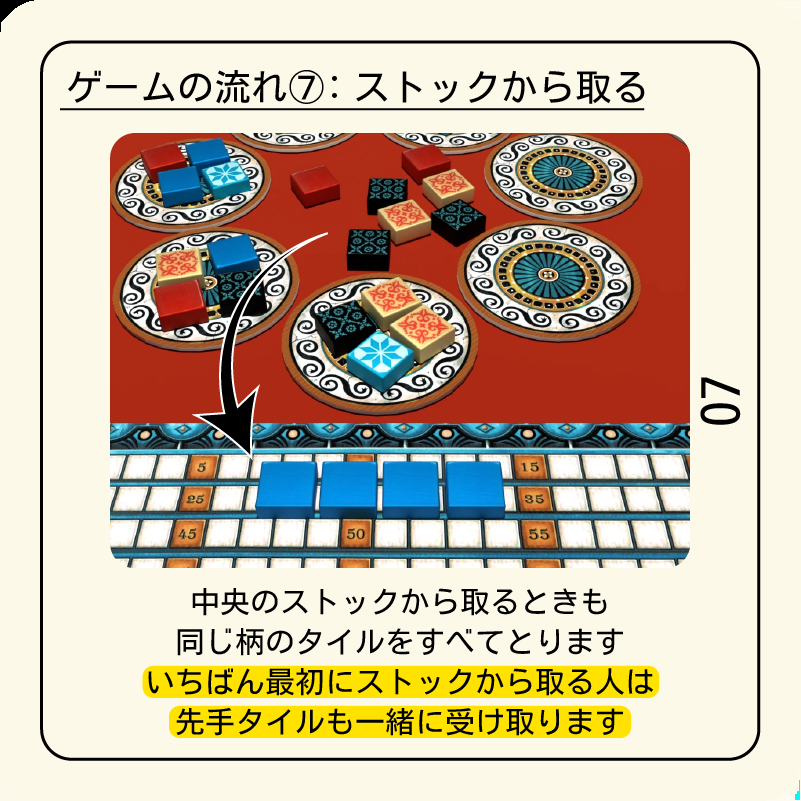 ゲームの流れ⑦：ストックから取る
5
15
25
35
45
50
55
07
中央のストックから取るときも
同じ柄のタイルをすべてとります
いちばん最初にストックから取る人は
先手タイルも一緒に受け取ります